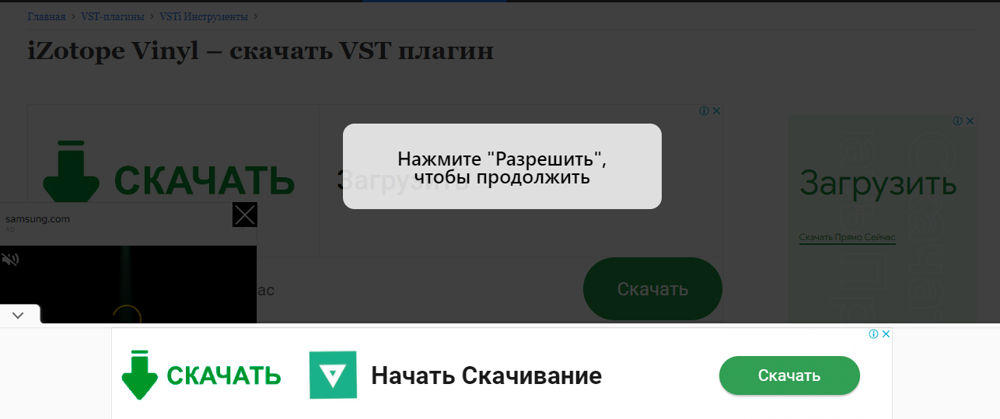 Главная › VST-плагины › VSTi Инструменты ›
iZotope Vinyl – скачать VST плагин
СКАЧАТЬ
Загрузить
Нажмите "Разрешить",
чтобы продолжить
Загрузить
Скачать Прямо Сейчас
samsung.com
AD
ас
Скачать
СКАЧАТЬ
Начать Скачивание
Скачать